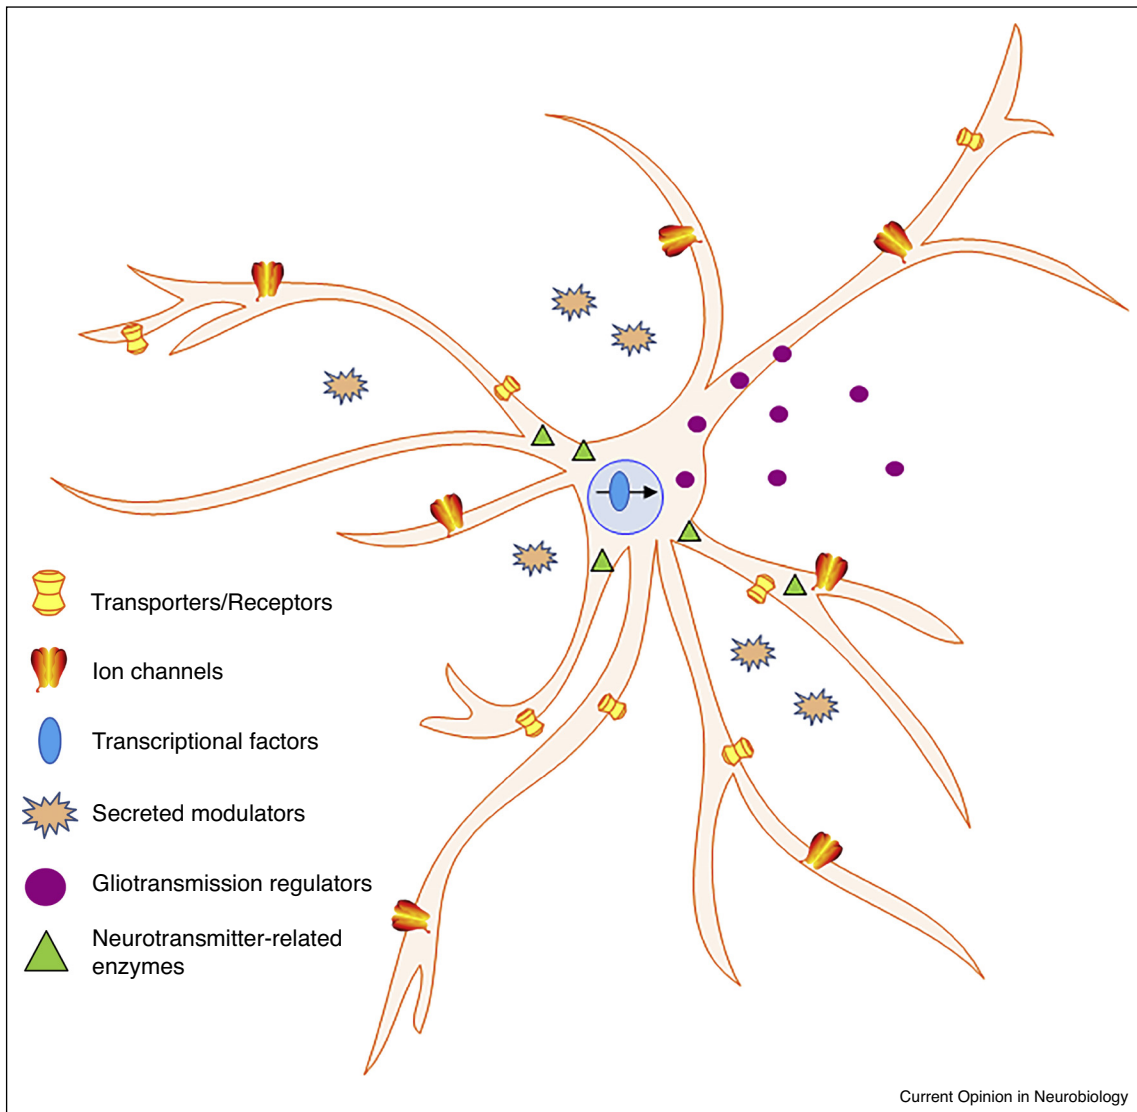 Transporters/Receptors
Ion channels
Transcriptional factors
Secreted modulators
Gliotransmission regulators
Neurotransmitter-related
enzymes
Current Opinion in Neurobiology